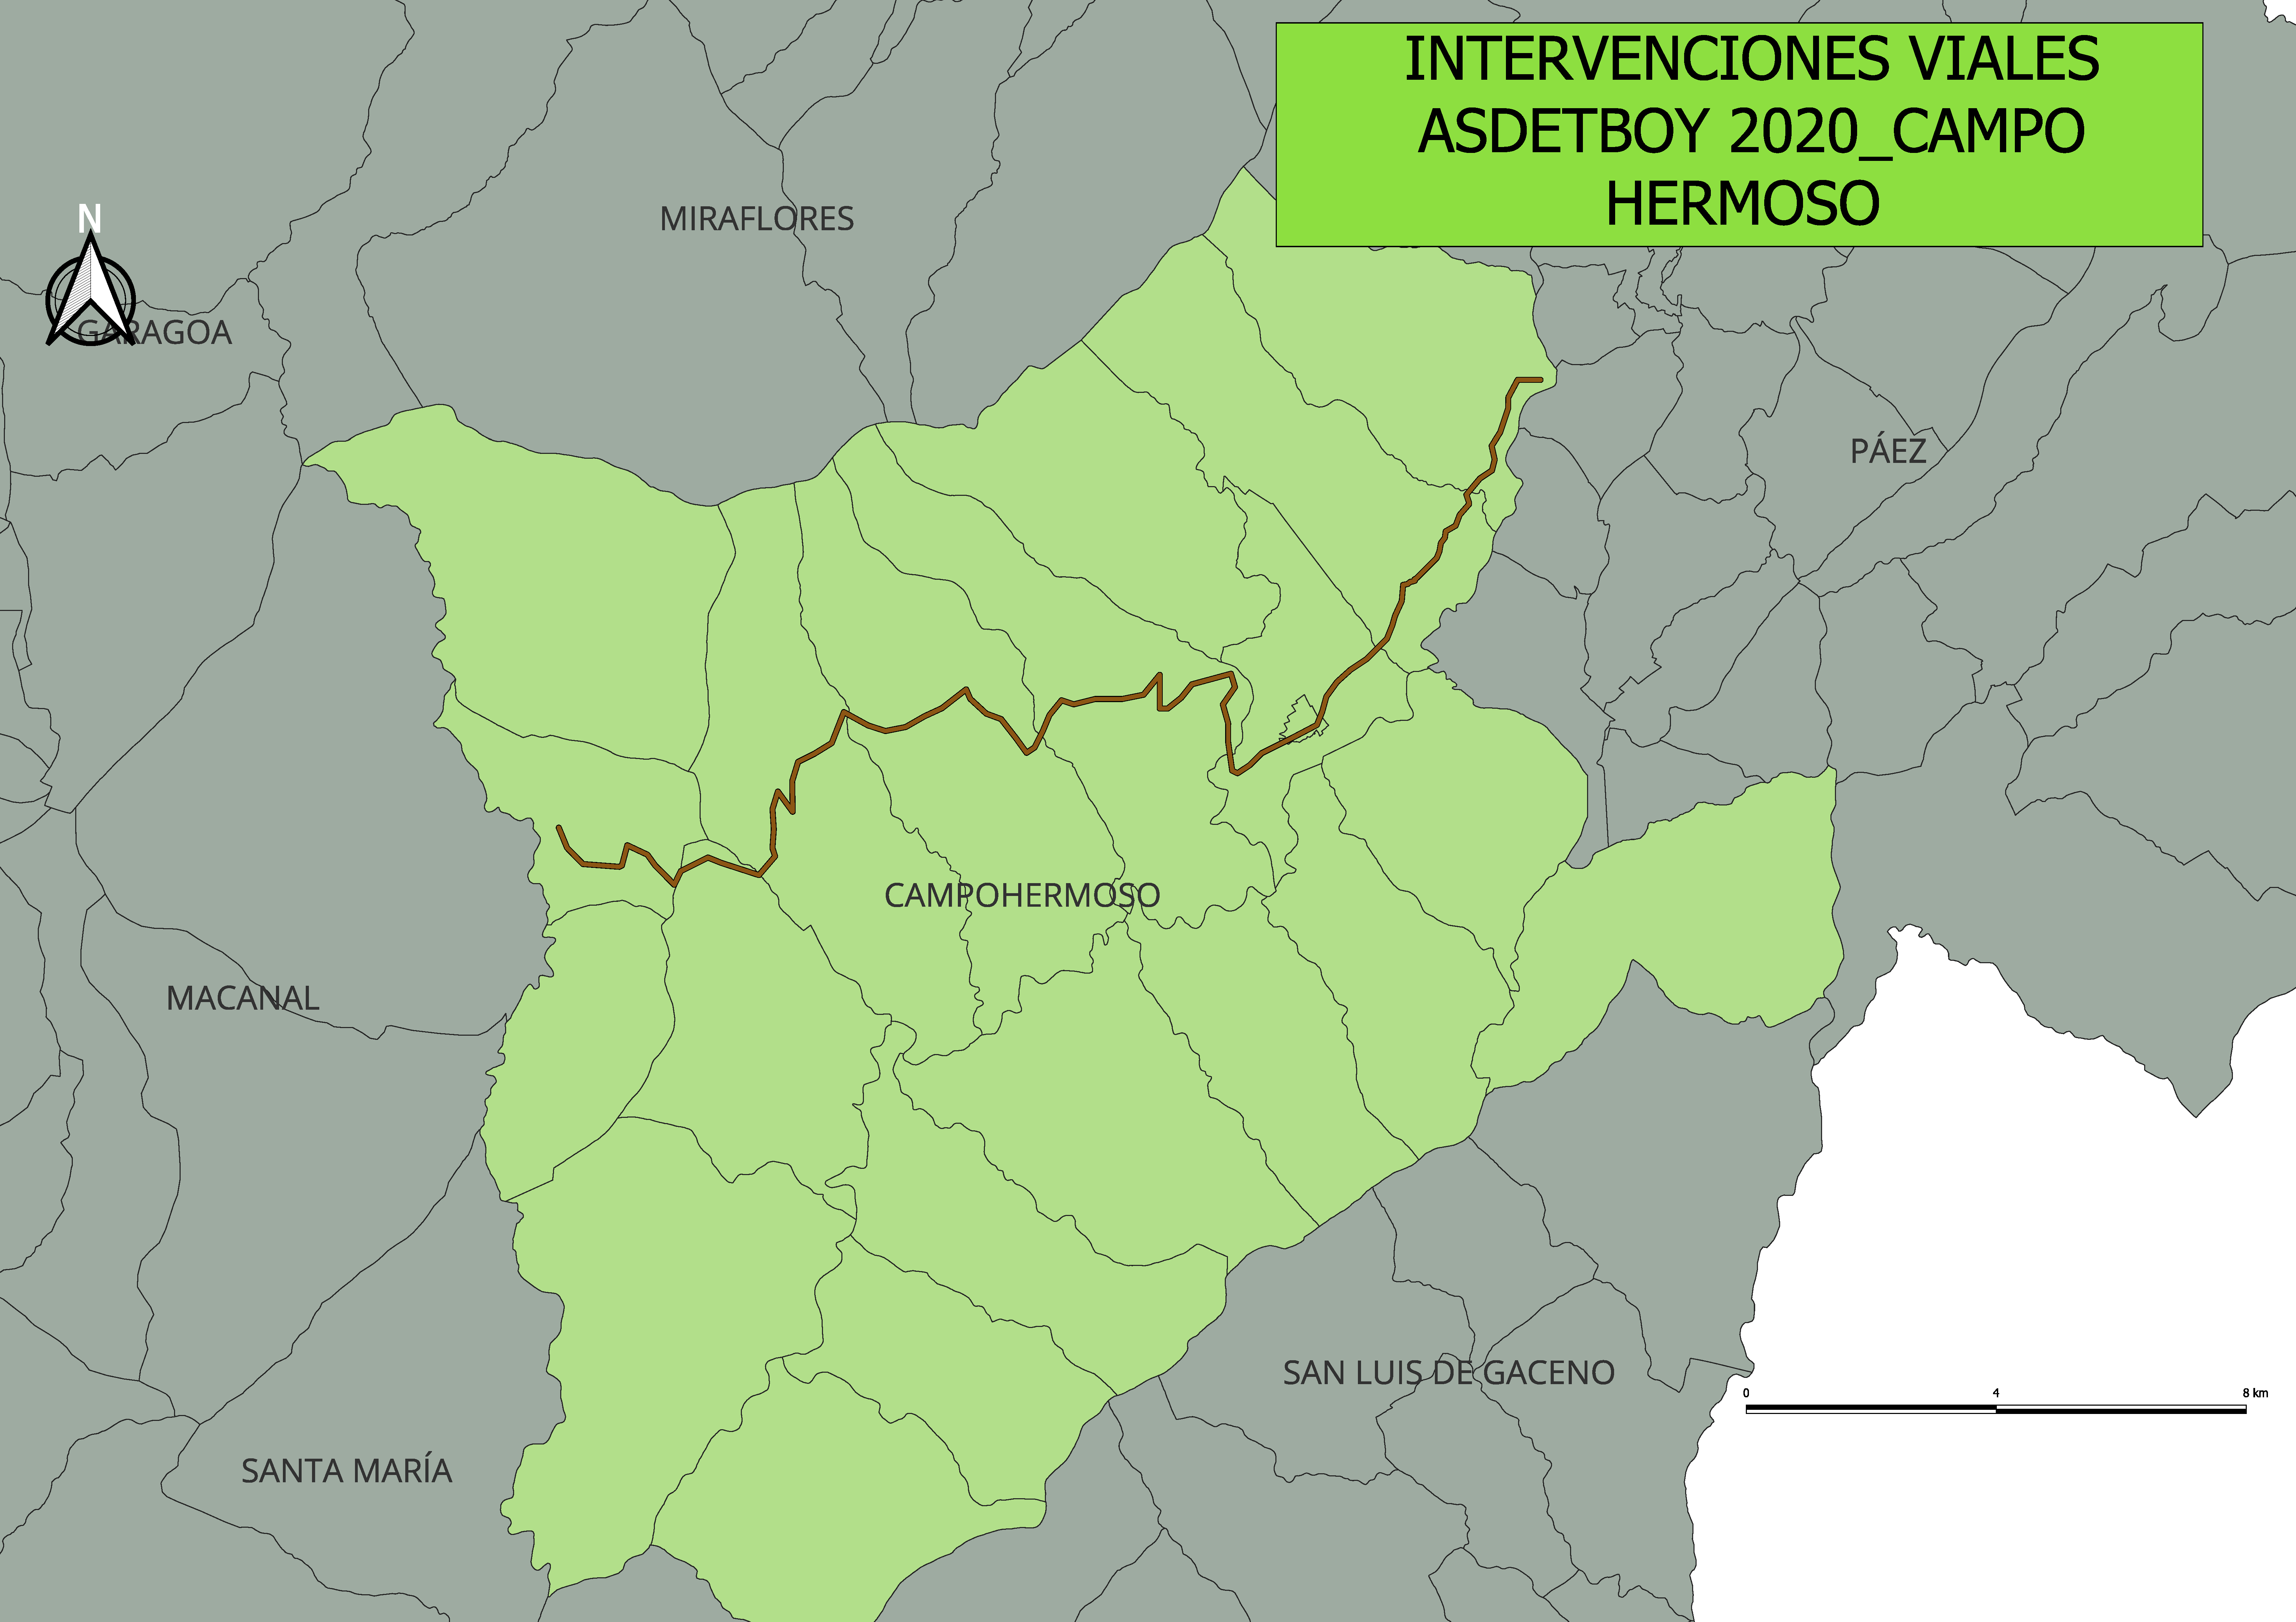 INTERVENCIONES VIALES
ASDETBOY 2020_CAMPO
HERMOSO
N
MIRAFLORES
GARAGOA
PÁEZ
CAMPOHERMOSO
MACANAL
SAN LUIS DE GACENO
0 4 8 km
SANTA MARÍA